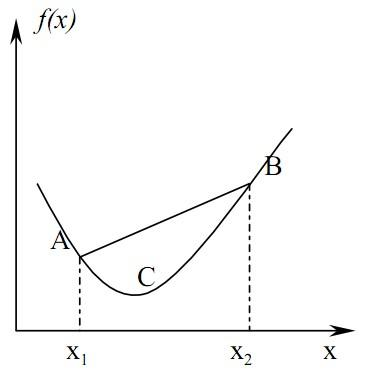 f(x)
B
A
C
x₁ x₂ x